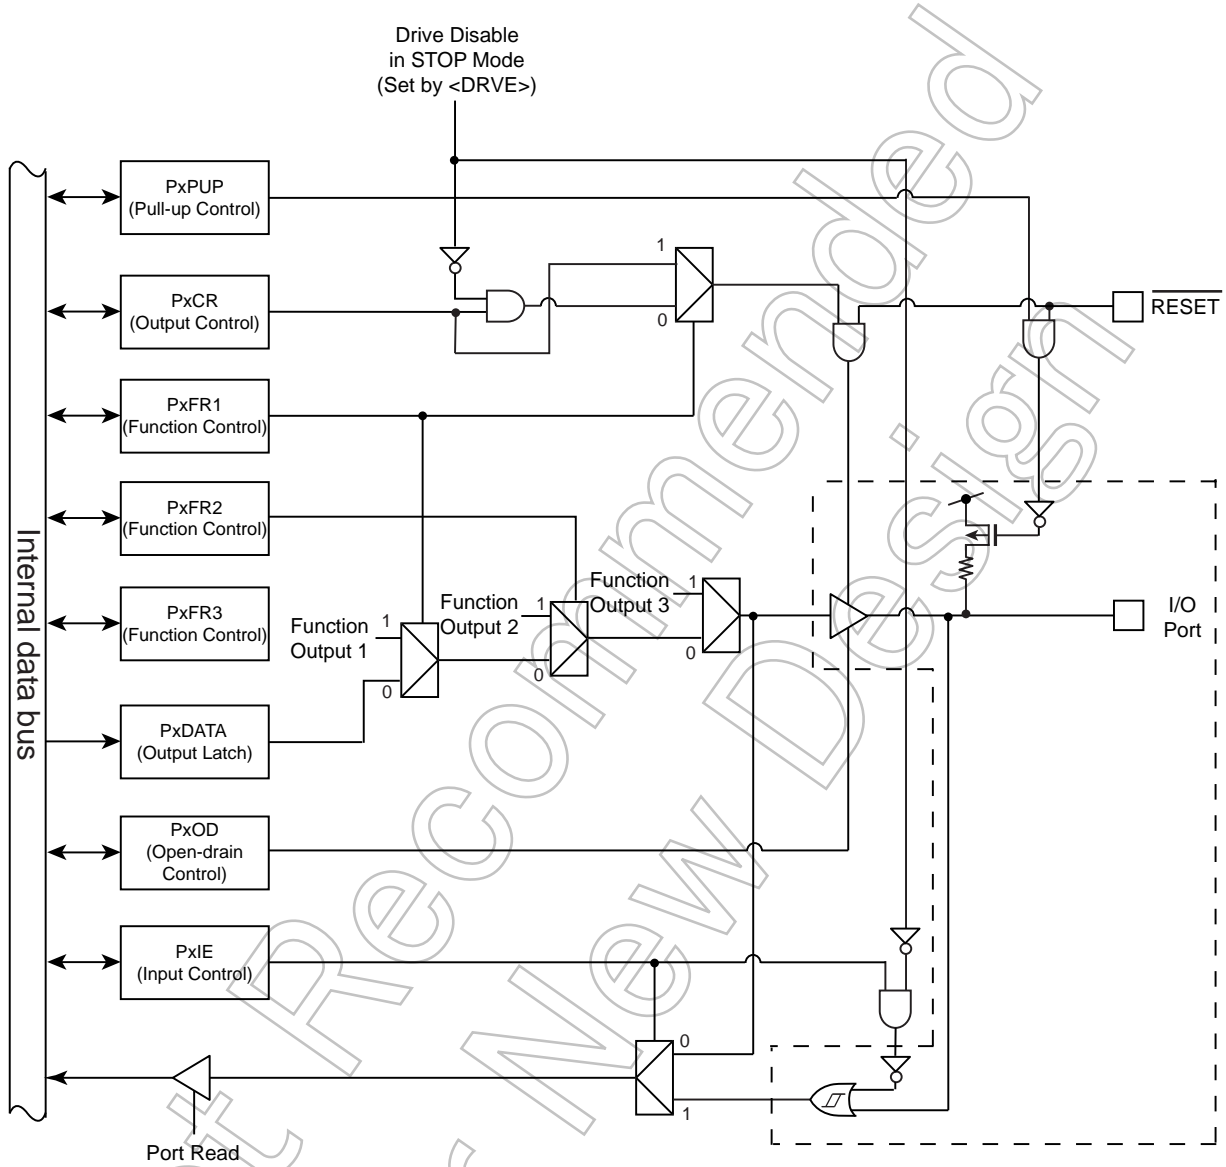 Drive Disable
in STOP Mode
(Set by <DRVE>)
PxPUP
(Pull-up Control)
1
PxCR
(Output Control)
0
RESET
PxFR1
(Function Control)
PxFR2
(Function Control)
Internal data bus
PxFR3
(Function Control)
Function
Output 1
1
0
Function
Output 2
1
0
Function
Output 3
1
0
I/O
Port
PxDATA
(Output Latch)
PxOD
(Open-drain
Control)
PxIE
(Input Control)
0
1
Port Read
Recommended
New Design